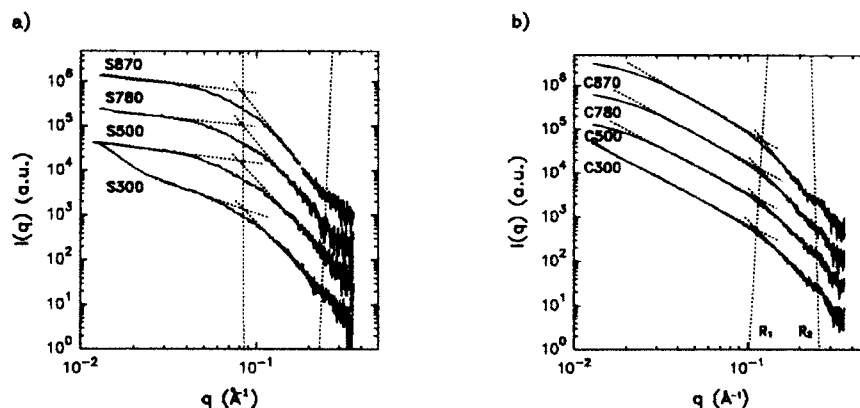 a)
I(q) (a.u.)
10⁶
10⁵
10⁴
10³
10²
10¹
10⁰
S870
S780
S500
S300
10⁻²
10⁻¹
q (Å⁻¹)
b)
I(q) (a.u.)
10⁶
10⁵
10⁴
10³
10²
10¹
10⁰
C870
C780
C500
C300
R₁
R₂
10⁻²
10⁻¹
q (Å⁻¹)